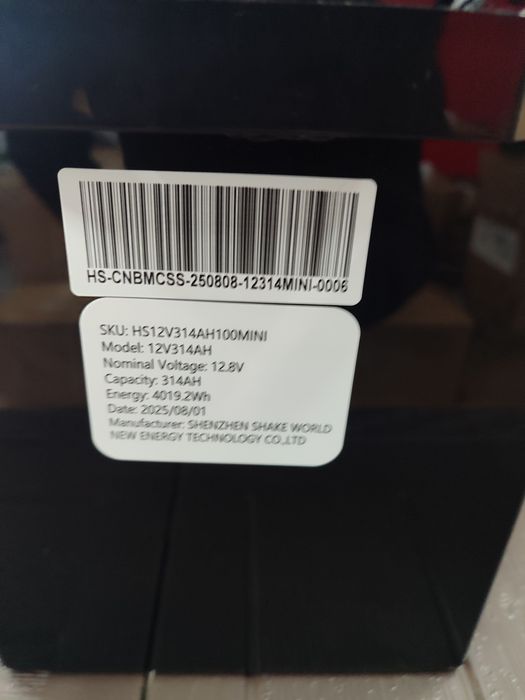 HS-CNBMCSS-250808-12314MINI-0006
SKU: HS12V314AH100MINI
Model: 12V314AH
Nominal Voltage: 12.8V
Capacity: 314AH
Energy: 4019.2Wh
Date: 2025/08/01
Manufacturer: SHENZHEN SHAKE WORLD
NEW ENERGY TECHNOLOGY CO.,LTD